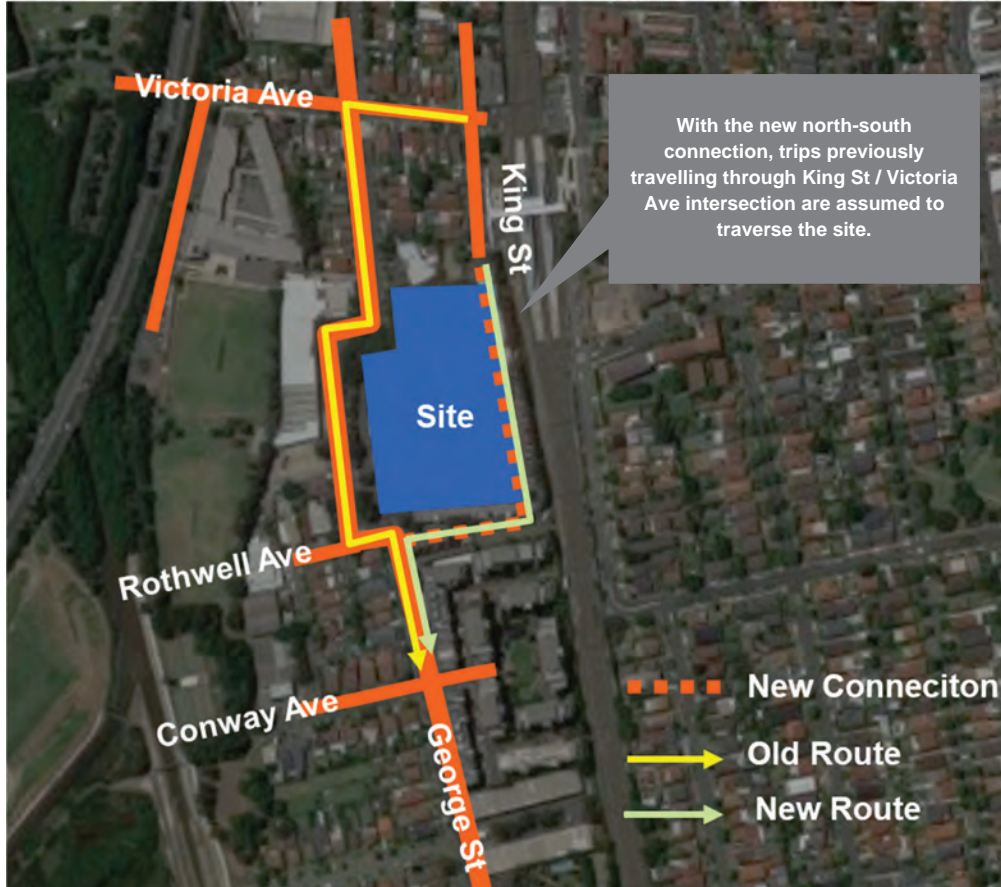 Victoria Ave
With the new north-south
connection, trips previously
travelling through King St / Victoria
Ave intersection are assumed to
traverse the site.
King St
Site
Rothwell Ave
Conway Ave
George St
New Conneciton
Old Route
New Route